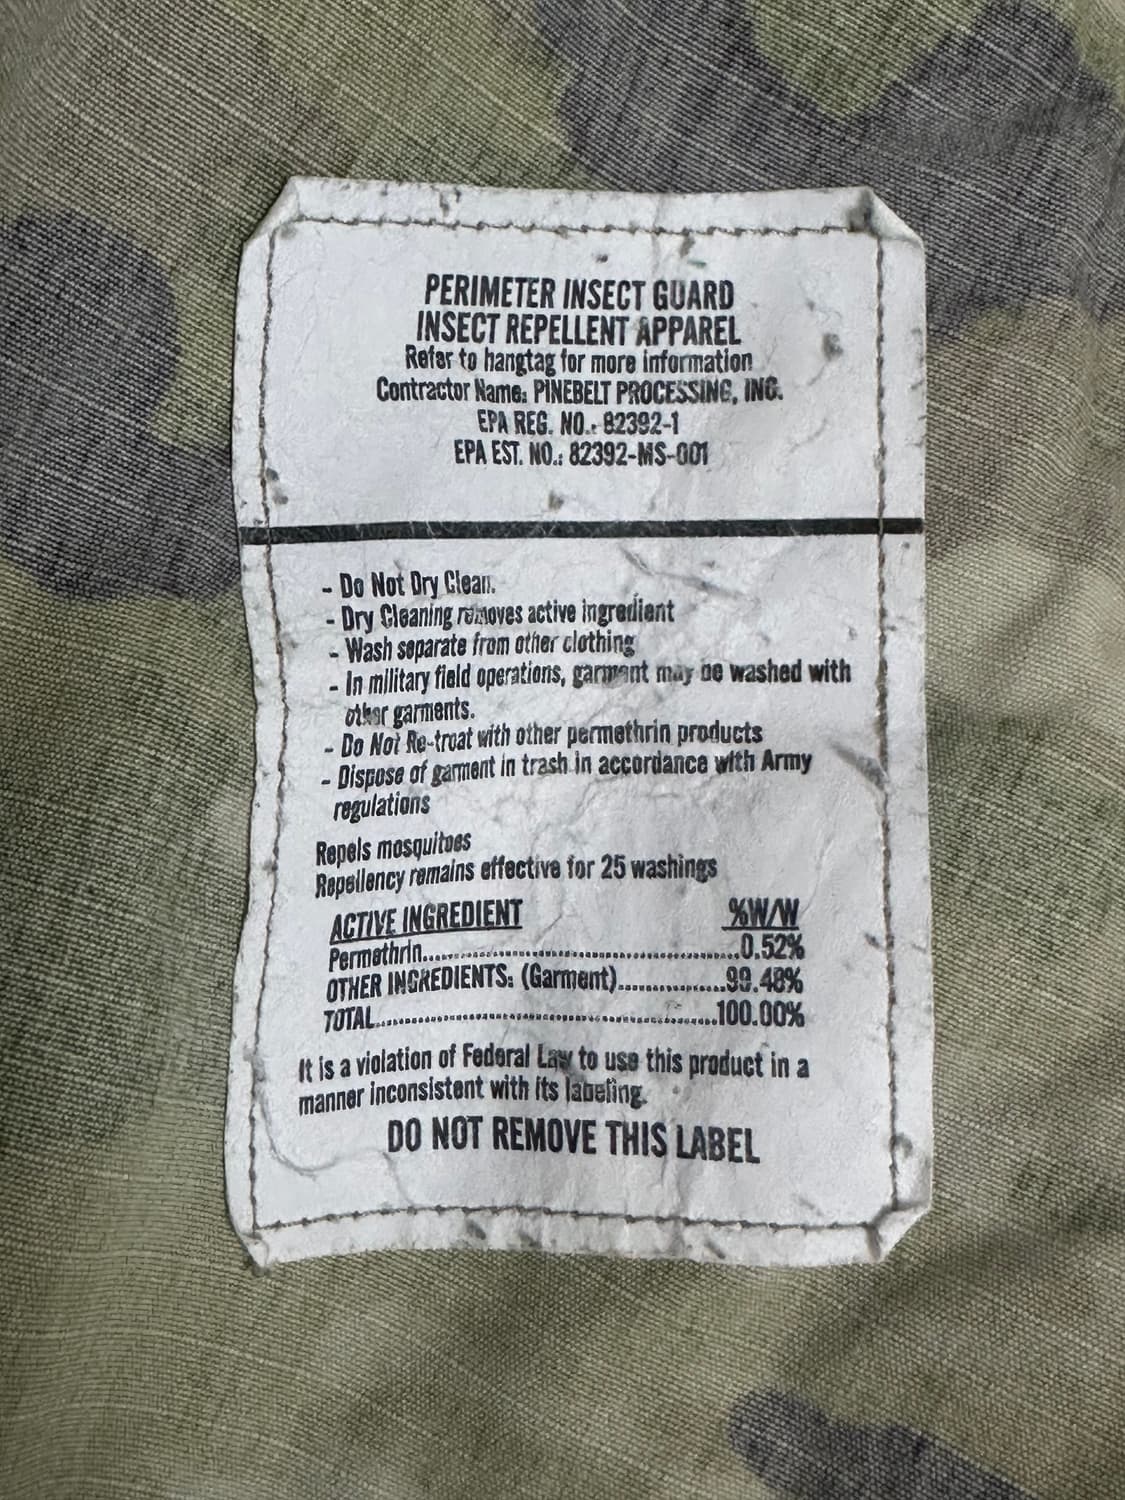 PERIMETER INSECT GUARD
INSECT REPELLENT APPAREL
Refer to hangtag for more information
Contractor Name: PINEBELT PROCESSING, INC.
EPA REG. NO.: 82392-1
EPA EST. NO.: 82392-MS-001
- Do Not Dry Clean.
- Dry Cleaning removes active ingredient
- Wash separate from other clothing
- In military field operations, garment may be washed with
other garments.
- Do Not Re-treat with other permethrin products
- Dispose of garment in trash in accordance with Army
regulations
Repels mosquitoes
Repellency remains effective for 25 washings
ACTIVE INGREDIENT %W/W
Permethrin..........0.52%
OTHER INGREDIENTS: (Garment)..........99.48%
TOTAL..........100.00%
It is a violation of Federal Law to use this product in a
manner inconsistent with its labeling.
DO NOT REMOVE THIS LABEL